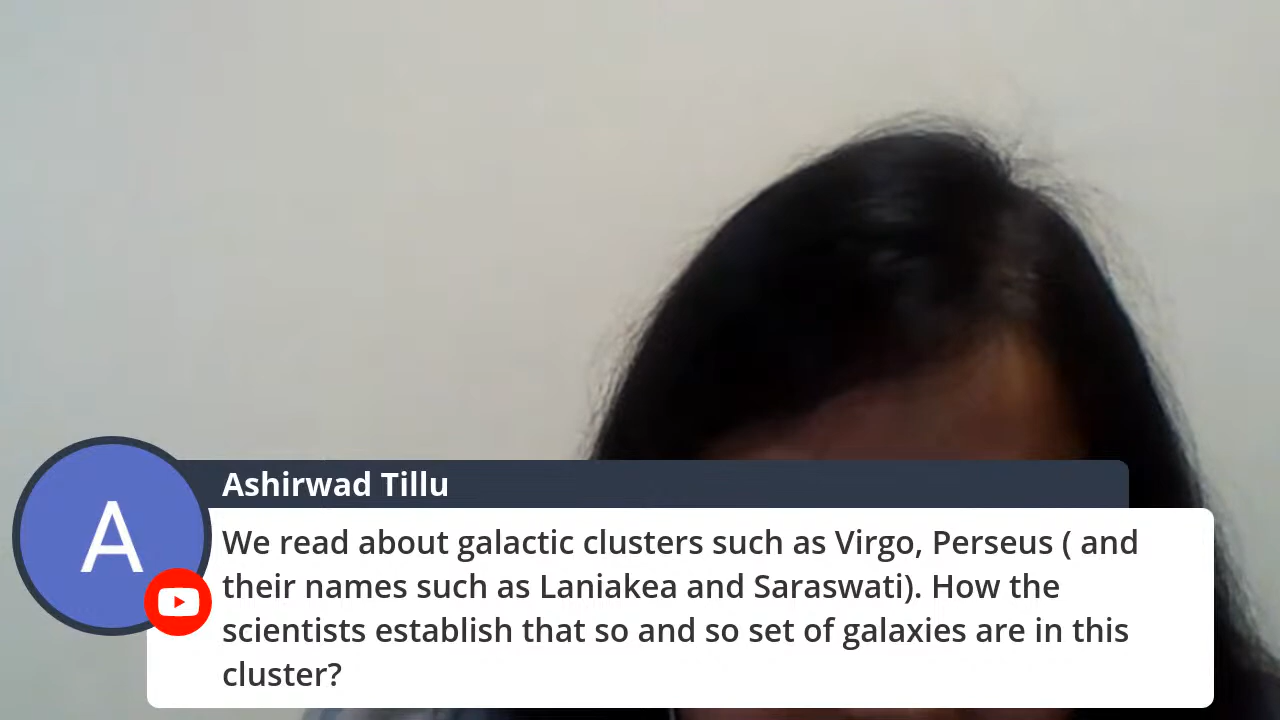 A
Ashirwad Tillu
We read about galactic clusters such as Virgo, Perseus ( and
their names such as Laniakea and Saraswati). How the
scientists establish that so and so set of galaxies are in this
cluster?